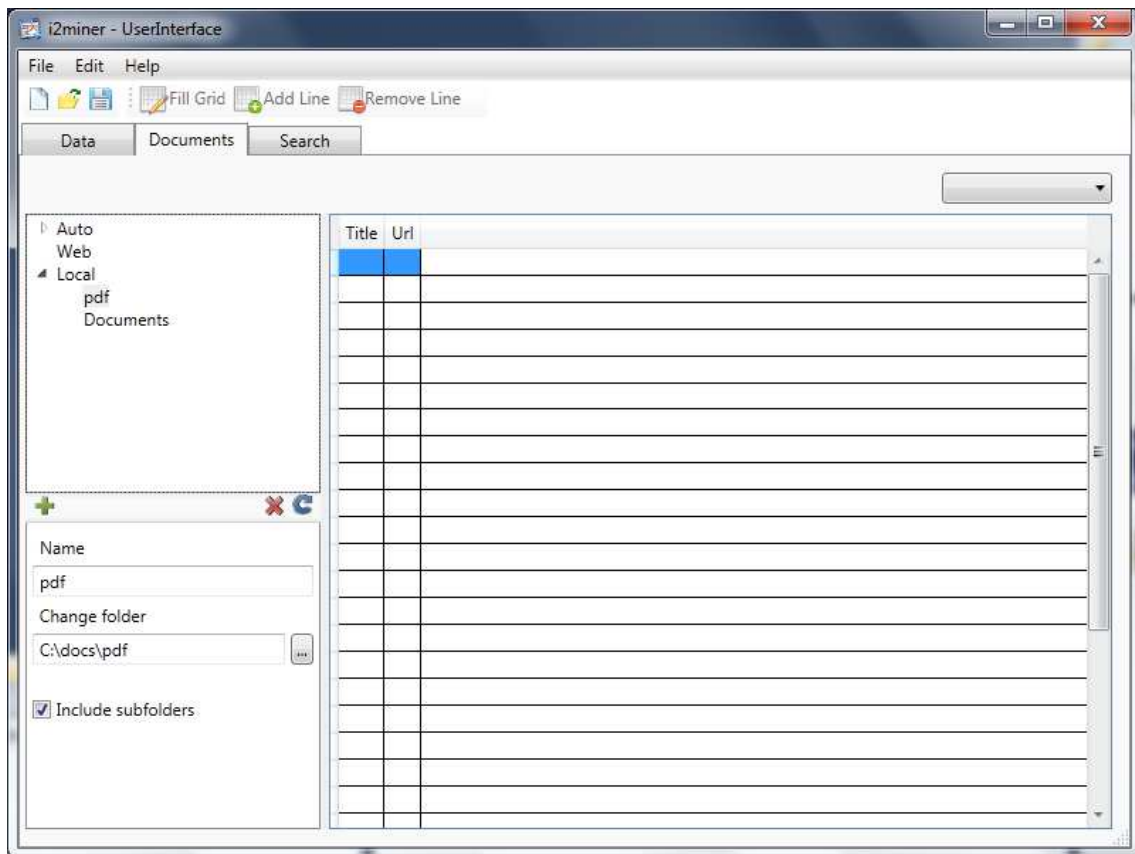 i2miner - UserInterface
File Edit Help
Fill Grid Add Line Remove Line
Data Documents Search
Auto
Web
Local
pdf
Documents
Title Url
Name
pdf
Change folder
C:\docs\pdf
...
Include subfolders